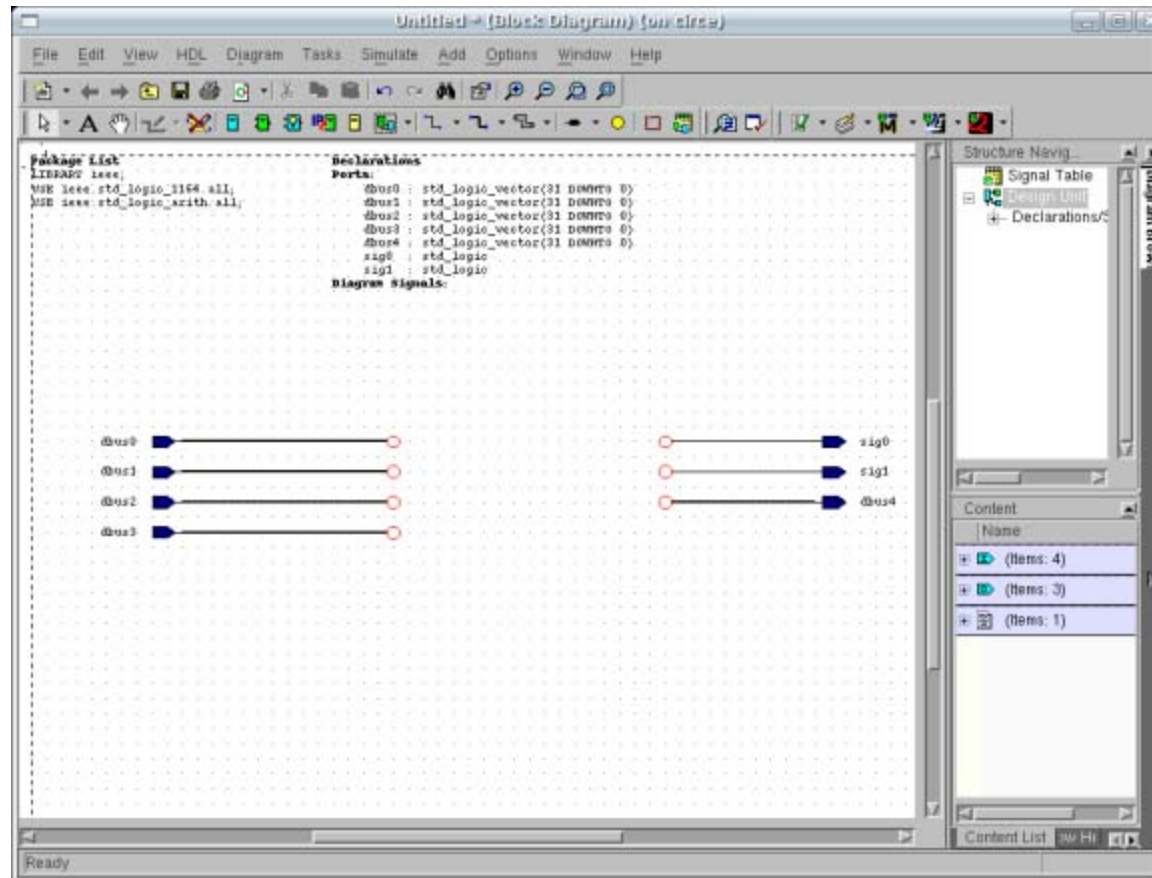 Untitled * (Block Diagram) (on circe)
File Edit View HDL Diagram Tasks Simulate Add Options Window Help
Package List
LIBRARY ieee;
USE ieee.std_logic_1164.all;
USE ieee.std_logic_arith.all;
Declarations
Ports:
dbus0 : std_logic_vector(31 DOWNTO 0)
dbus1 : std_logic_vector(31 DOWNTO 0)
dbus2 : std_logic_vector(31 DOWNTO 0)
dbus3 : std_logic_vector(31 DOWNTO 0)
dbus4 : std_logic_vector(31 DOWNTO 0)
sig0 : std_logic
sig1 : std_logic
Diagram Signals:
dbus0
dbus1
dbus2
dbus3
sig0
sig1
dbus4
Structure Navig...
Signal Table
Design Unit
Declarations/S
Content
Name
(Items: 4)
(Items: 3)
(Items: 1)
Content List
Ready